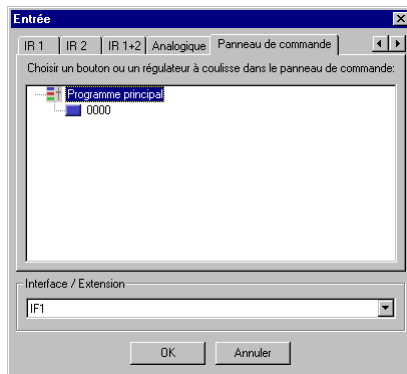 Entrée
IR 1 IR 2 IR 1+2 Analogique Panneau de commande
Choisir un bouton ou un régulateur à coulisse dans le panneau de commande:
Programme principal
0000
Interface / Extension
IF1
OK Annuler